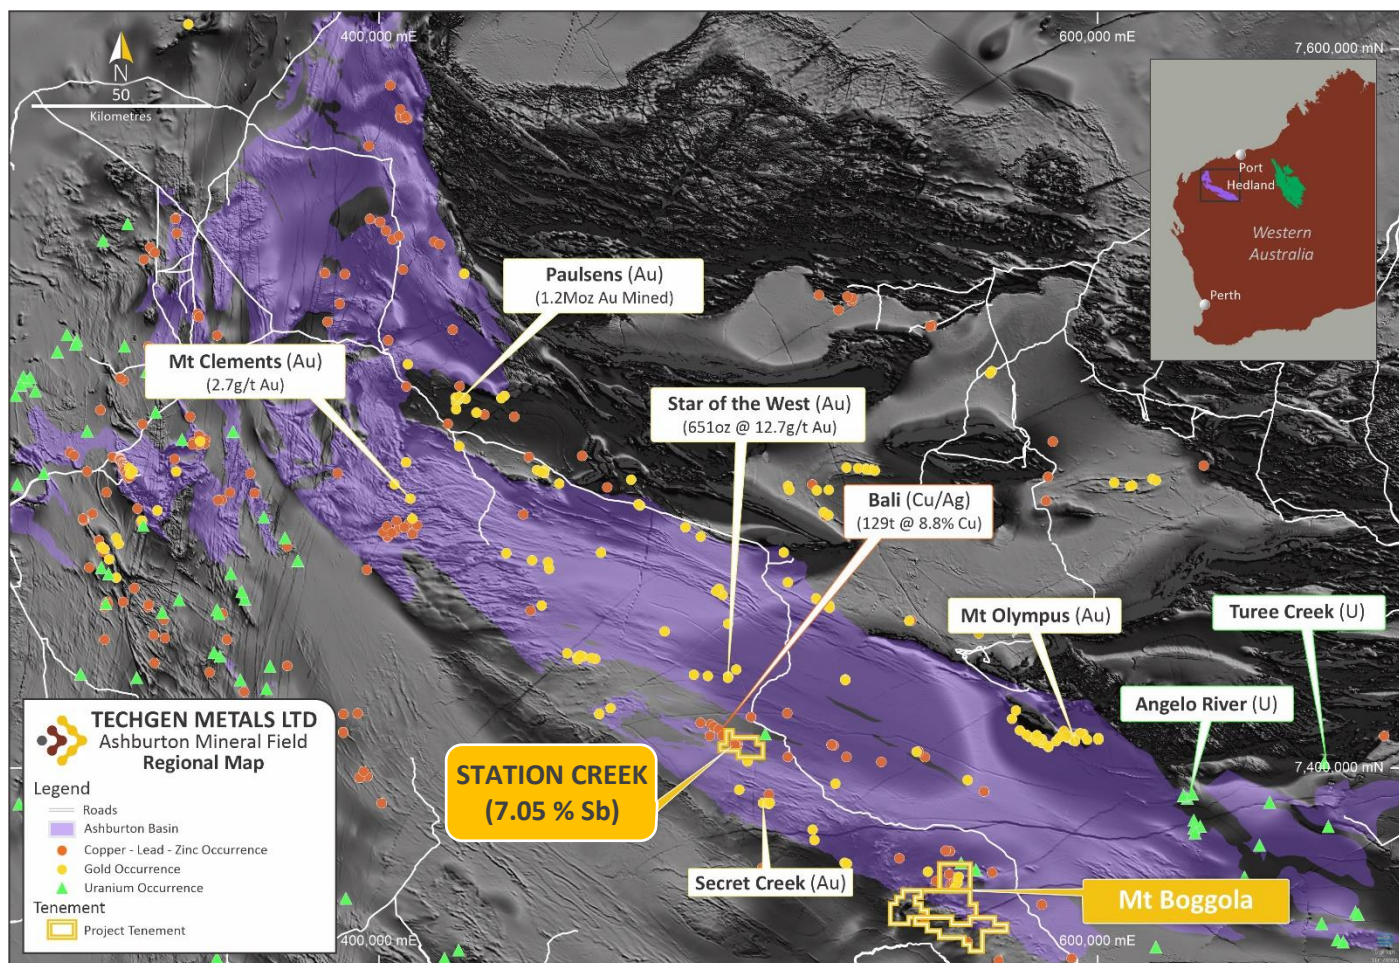 400,000 mE
600,000 mE
7,600,000 mN
N
50
Kilometres
Port
Hedland
Western
Australia
Perth
Paulsens (Au)
(1.2Moz Au Mined)
Mt Clements (Au)
(2.7g/t Au)
Star of the West (Au)
(651oz @ 12.7g/t Au)
Bali (Cu/Ag)
(129t @ 8.8% Cu)
Mt Olympus (Au)
Turee Creek (U)
Angelo River (U)
7,400,000 mN
STATION CREEK
(7.05 % Sb)
Secret Creek (Au)
Mt Boggola
TECHGEN METALS LTD
Ashburton Mineral Field
Regional Map
Legend
Roads
Ashburton Basin
Copper - Lead - Zinc Occurrence
Gold Occurrence
Uranium Occurrence
Tenement
Project Tenement
400,000 mE
600,000 mE